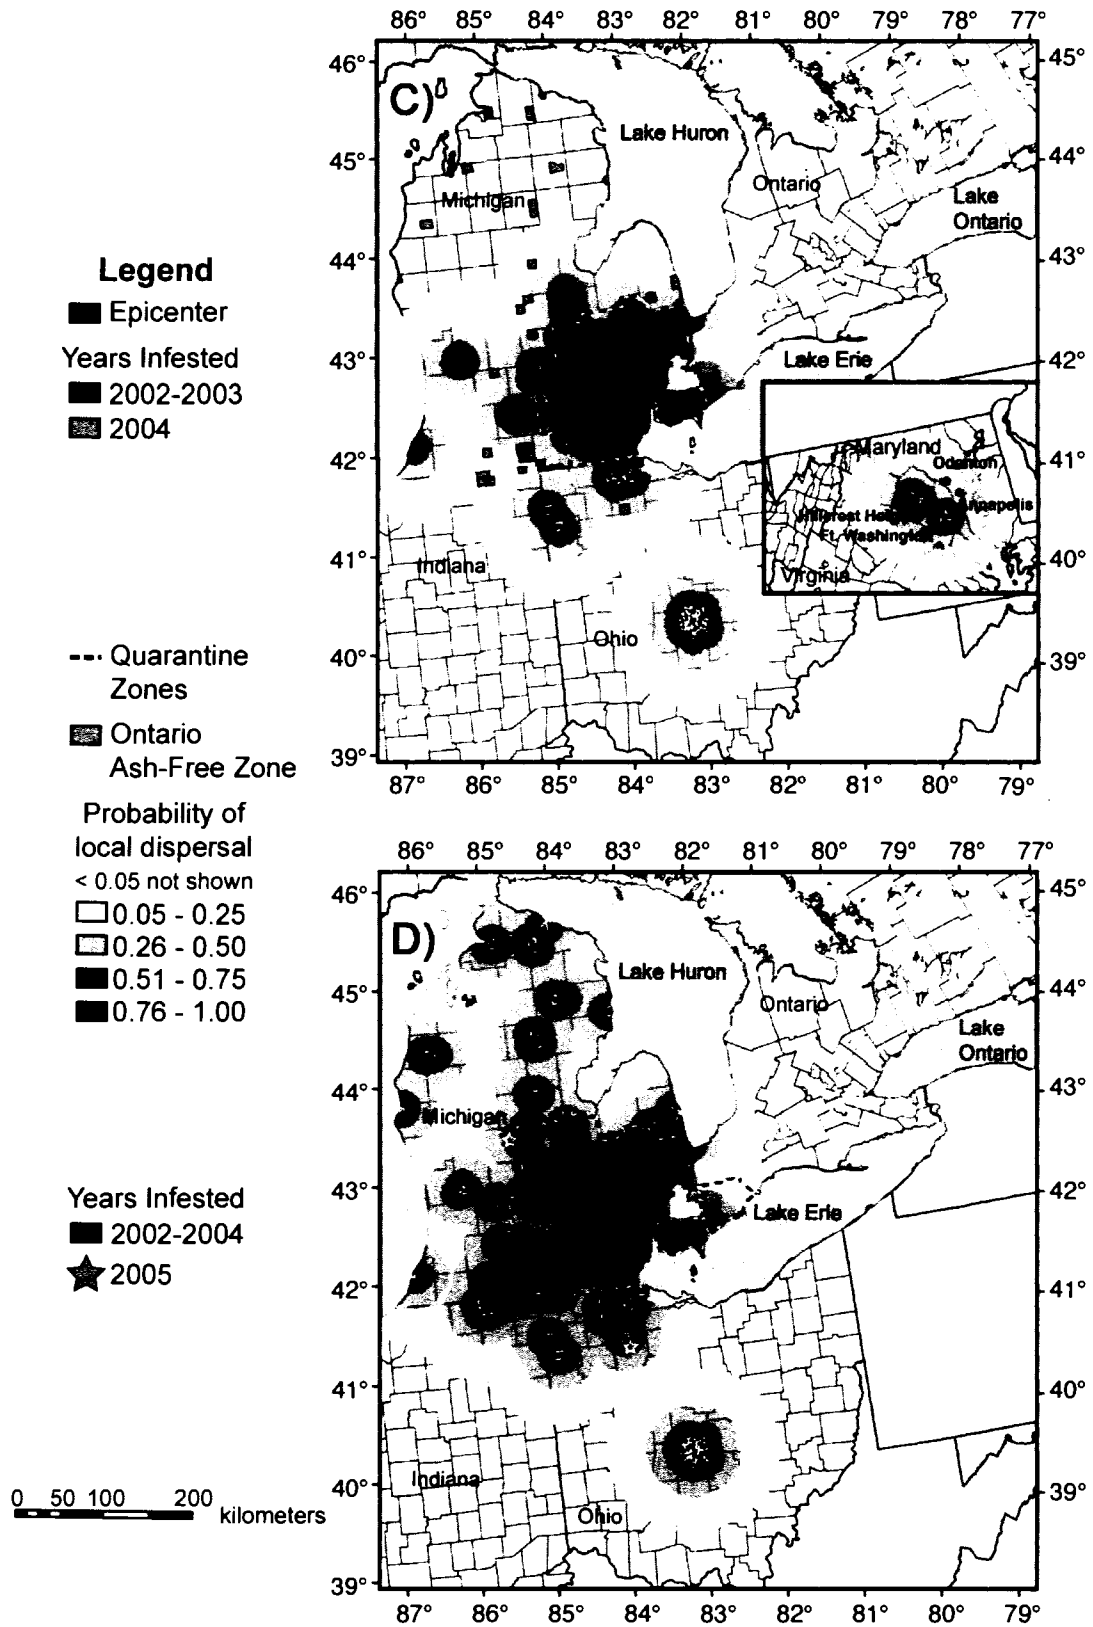 86° 85° 84° 83° 82° 81° 80° 79° 78° 77°
46°
45°
44°
43°
42°
41°
40°
39°
45°
44°
43°
42°
41°
40°
39°
C)
Lake Huron
Ontario
Lake
Ontario
Michigan
Lake Erie
Maryland
Odenton
Annapolis
Ft. Washington
Virginia
Indiana
Ohio
87° 86° 85° 84° 83° 82° 81° 80° 79°
Legend
Epicenter
Years Infested
2002-2003
2004
Quarantine
Zones
Ontario
Ash-Free Zone
Probability of
local dispersal
< 0.05 not shown
0.05 - 0.25
0.26 - 0.50
0.51 - 0.75
0.76 - 1.00
Years Infested
2002-2004
2005
0 50 100 200
kilometers
86° 85° 84° 83° 82° 81° 80° 79° 78° 77°
46°
45°
44°
43°
42°
41°
40°
39°
45°
44°
43°
42°
41°
40°
39°
D)
Lake Huron
Ontario
Lake
Ontario
Michigan
Lake Erie
Indiana
Ohio
87° 86° 85° 84° 83° 82° 81° 80° 79°